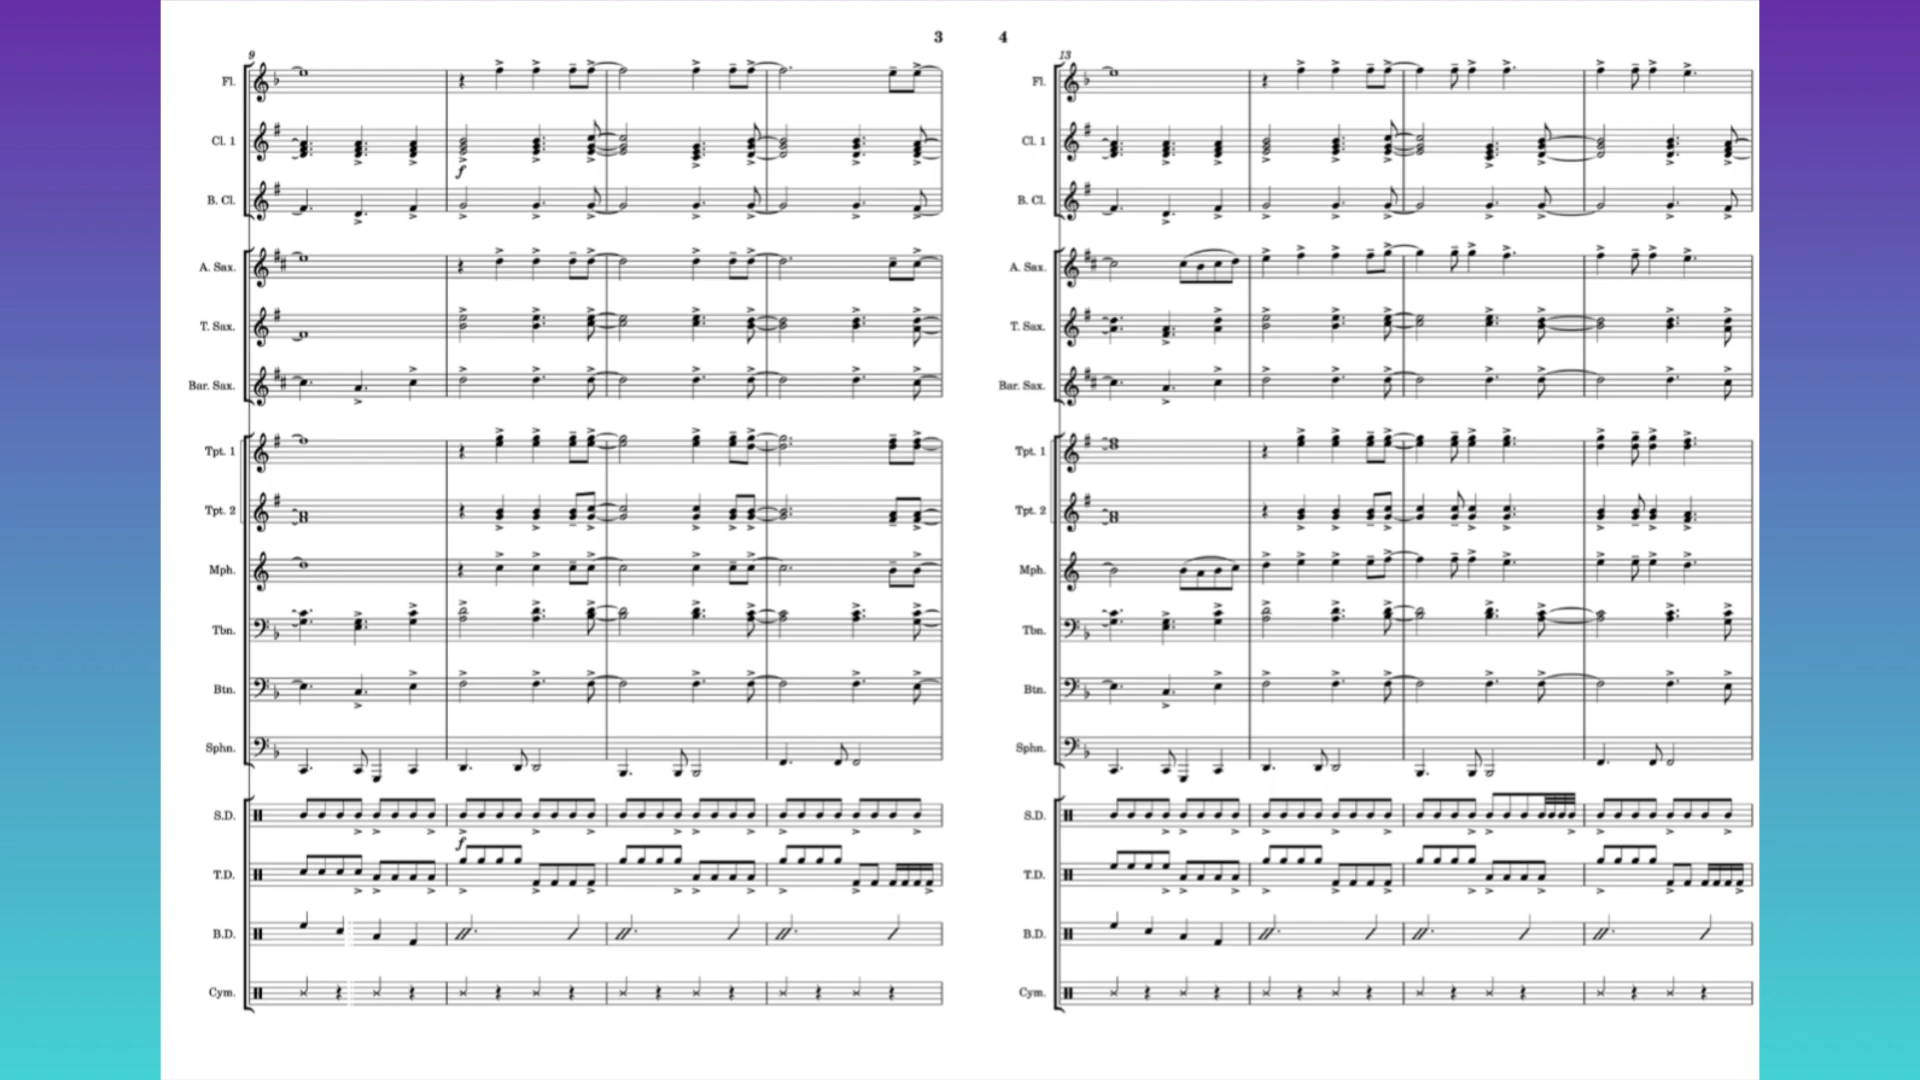 3
9
Fl.
Cl. 1
B. Cl.
f
A. Sax.
T. Sax.
Bar. Sax.
Tpt. 1
Tpt. 2
Mph.
Tbn.
Btn.
Sphn.
S.D.
f
T.D.
B.D.
Cym.
4
13
Fl.
Cl. 1
B. Cl.
A. Sax.
T. Sax.
Bar. Sax.
Tpt. 1
Tpt. 2
Mph.
Tbn.
Btn.
Sphn.
S.D.
T.D.
B.D.
Cym.